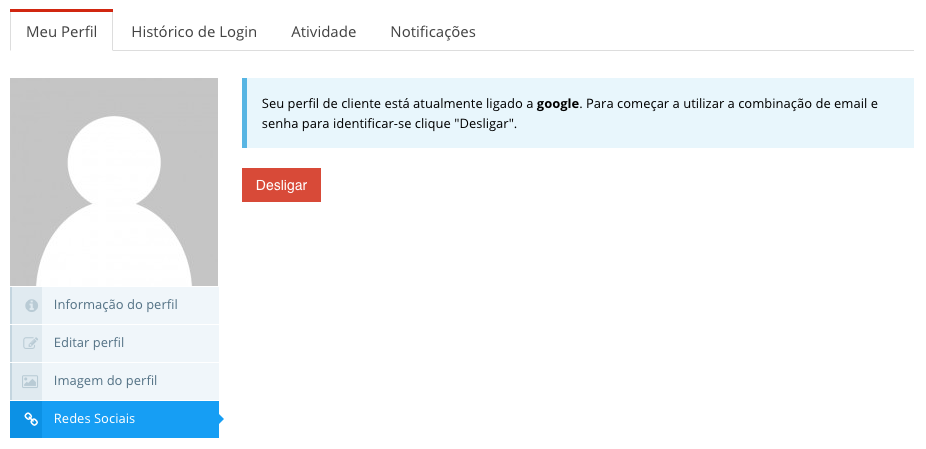 Meu Perfil
Histórico de Login
Atividade
Notificações
Seu perfil de cliente está atualmente ligado a google. Para começar a utilizar a combinação de email e
senha para identificar-se clique "Desligar".
Desligar
Informação do perfil
Editar perfil
Imagem do perfil
Redes Sociais